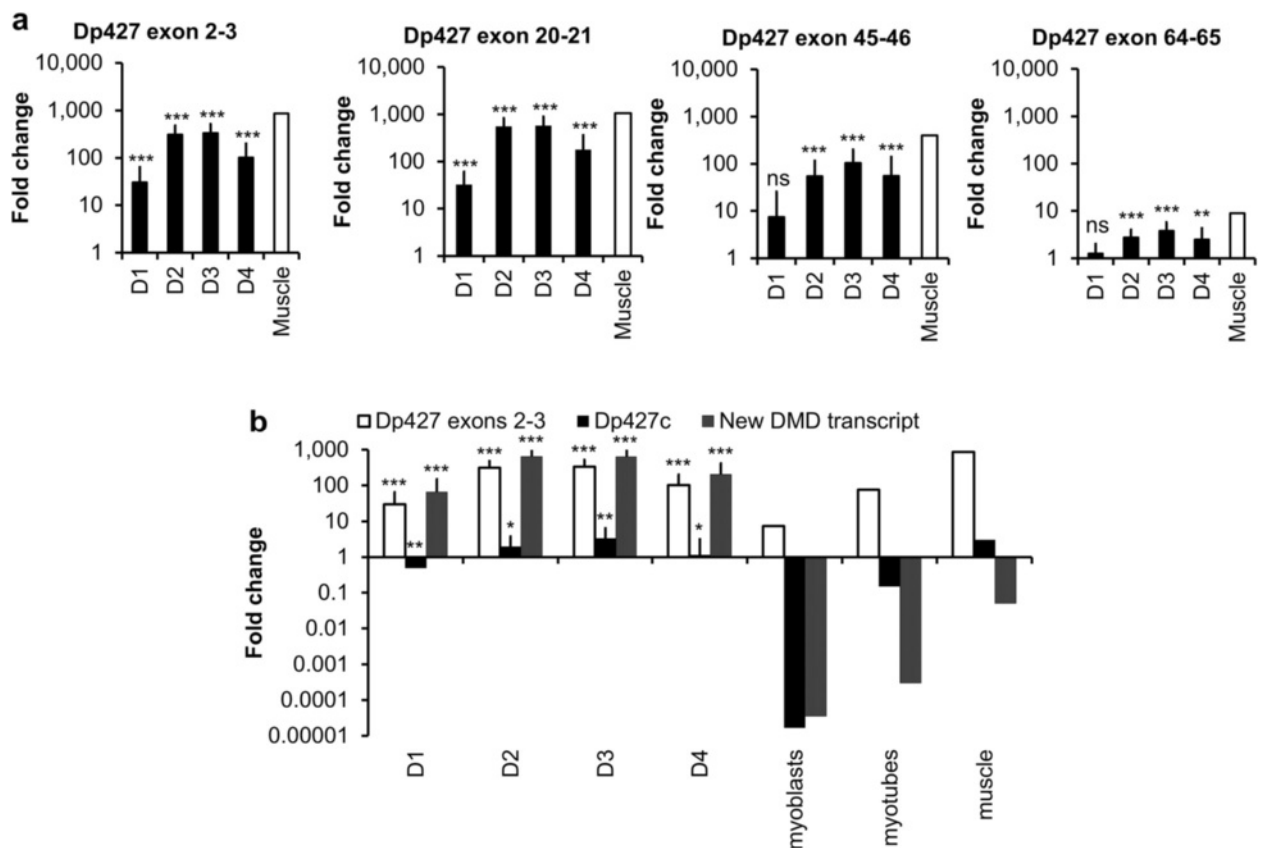 a
Dp427 exon 2-3
Fold change
10,000
1,000
100
10
1
***
***
***
***
D1
D2
D3
D4
Muscle
Dp427 exon 20-21
Fold change
10,000
1,000
100
10
1
***
***
***
***
D1
D2
D3
D4
Muscle
Dp427 exon 45-46
Fold change
10,000
1,000
100
10
1
ns
***
***
***
D1
D2
D3
D4
Muscle
Dp427 exon 64-65
Fold change
10,000
1,000
100
10
1
ns
***
***
**
D1
D2
D3
D4
Muscle
b
Dp427 exons 2-3 Dp427c New DMD transcript
Fold change
1,000
100
10
1
0.1
0.01
0.001
0.0001
0.00001
***
**
***
***
*
***
***
**
***
***
*
***
D1
D2
D3
D4
myoblasts
myotubes
muscle